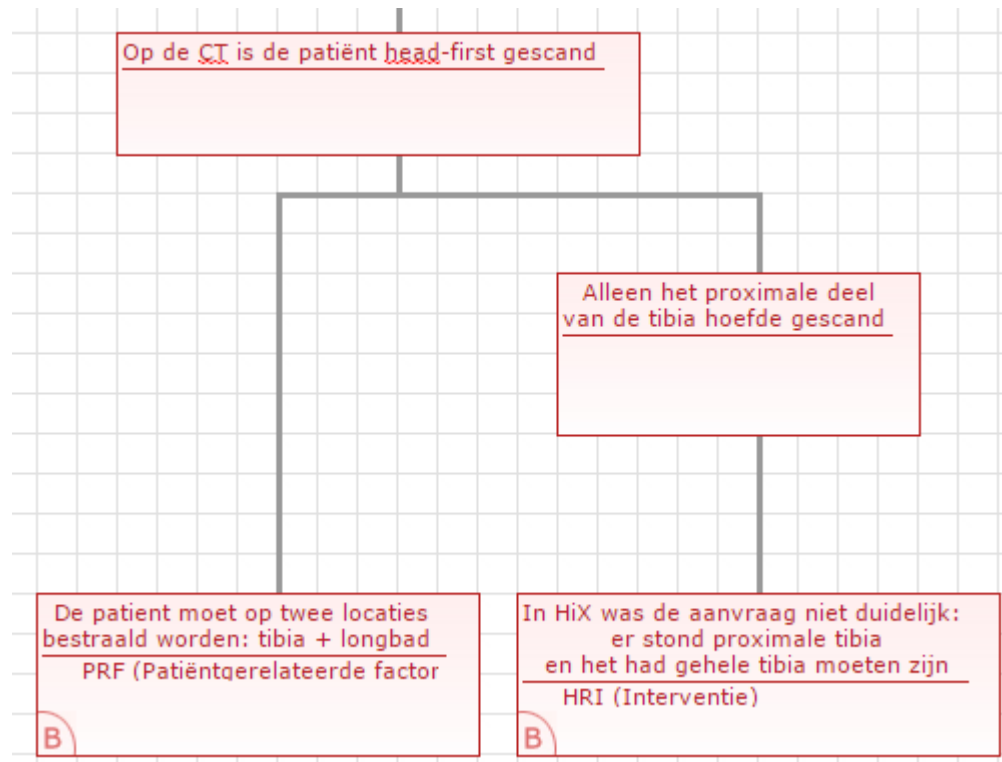 Op de CT is de patiënt head-first gescand
Alleen het proximale deel
van de tibia hoefde gescand
De patient moet op twee locaties
bestraald worden: tibia + longbad
PRF (Patiëntgerelateerde factor
B
In HiX was de aanvraag niet duidelijk:
er stond proximale tibia
en het had gehele tibia moeten zijn
HRI (Interventie)
B